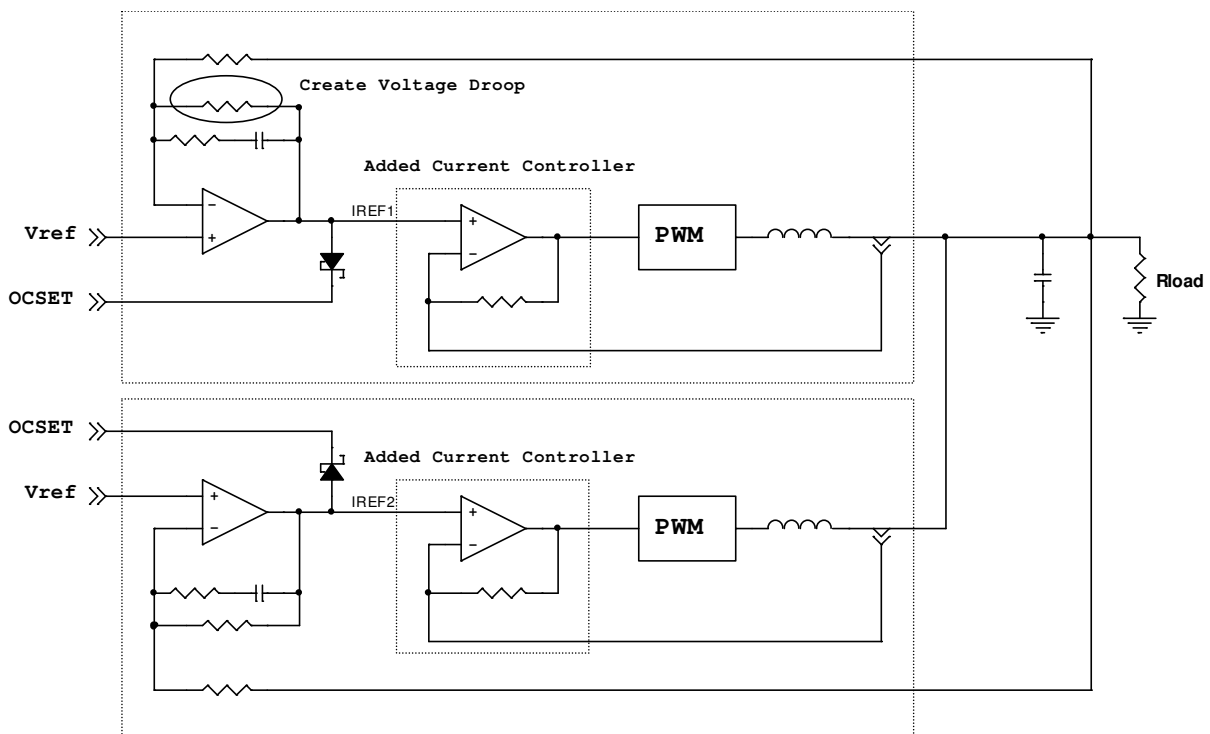 Create Voltage Droop
Added Current Controller
IREF1
Vref
PWM
OCSET
Rload
OCSET
Added Current Controller
Vref
IREF2
PWM